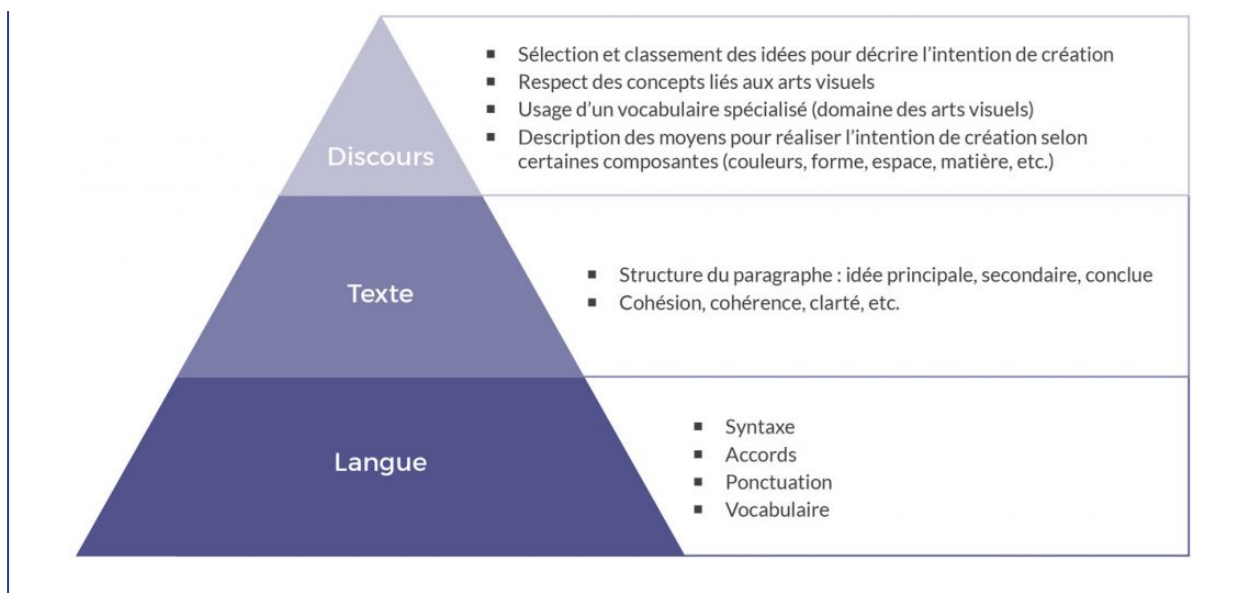 ■ Sélection et classement des idées pour décrire l’intention de création
■ Respect des concepts liés aux arts visuels
■ Usage d’un vocabulaire spécialisé (domaine des arts visuels)
■ Description des moyens pour réaliser l’intention de création selon
certaines composantes (couleurs, forme, espace, matière, etc.)
Discours
■ Structure du paragraphe : idée principale, secondaire, conclue
■ Cohésion, cohérence, clarté, etc.
Texte
■ Syntaxe
■ Accords
■ Ponctuation
■ Vocabulaire
Langue